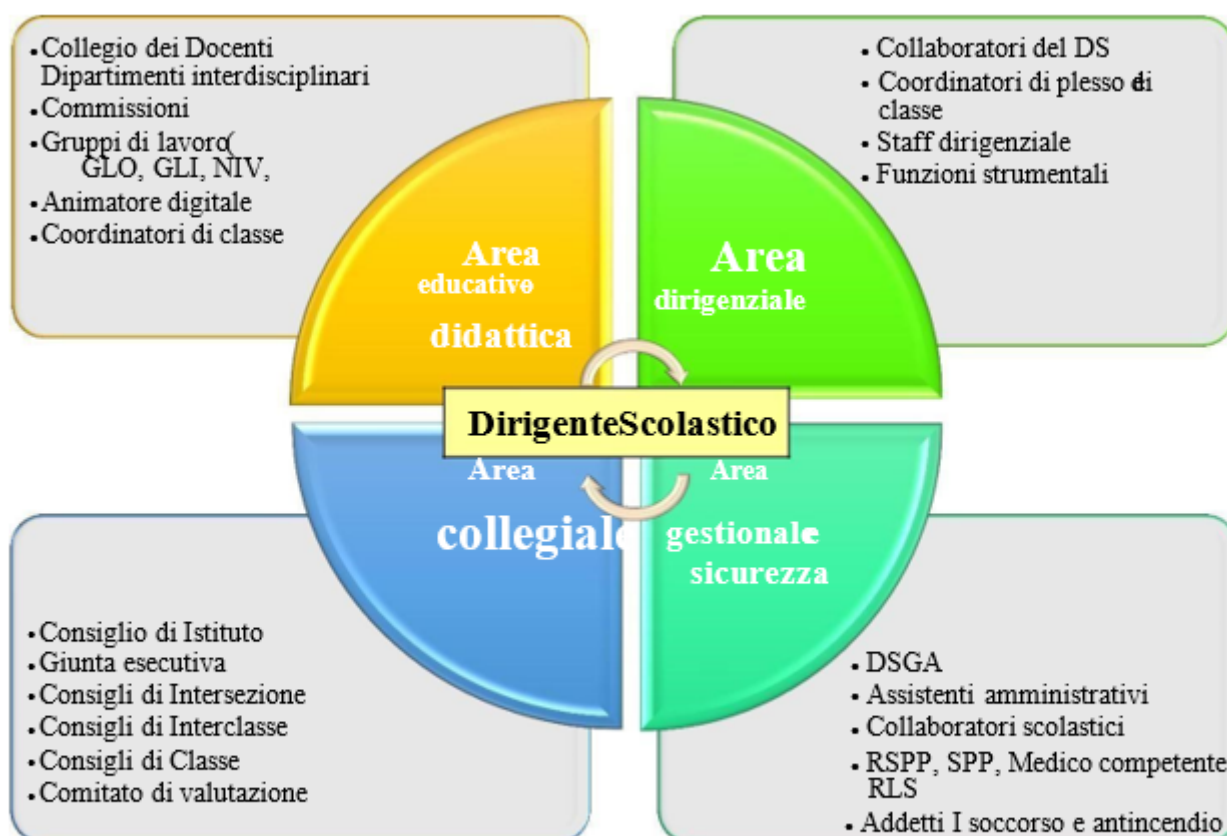 • Collegio dei Docenti
Dipartimenti interdisciplinari
• Commissioni
• Gruppi di lavoro(
GLO, GLI, NIV,
• Animatore digitale
• Coordinatori di classe
• Collaboratori del DS
• Coordinatori di plesso di
classe
• Staff dirigenziale
• Funzioni strumentali
Area
educativo
didattica
Area
dirigenziale
DirigenteScolastico
Area
collegiale
Area
gestionale
sicurezza
• Consiglio di Istituto
• Giunta esecutiva
• Consigli di Intersezione
• Consigli di Interclasse
• Consigli di Classe
• Comitato di valutazione
• DSGA
• Assistenti amministrativi
• Collaboratori scolastici
• RSPP, SPP, Medico competente
RLS
• Addetti I soccorso e antincendio